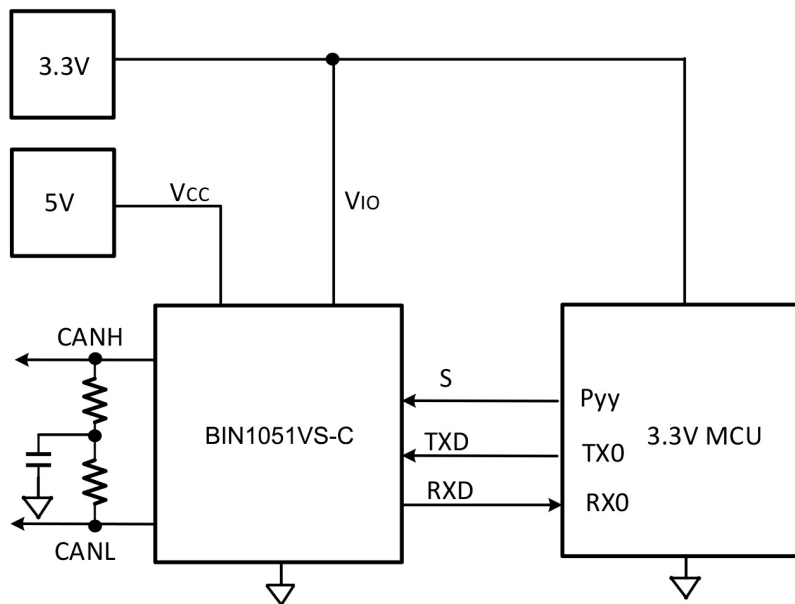 3.3V
5V
VCC
VIO
CANH
S
Pyy
BIN1051VS-C
TXD
TX0
3.3V MCU
RXD
RX0
CANL